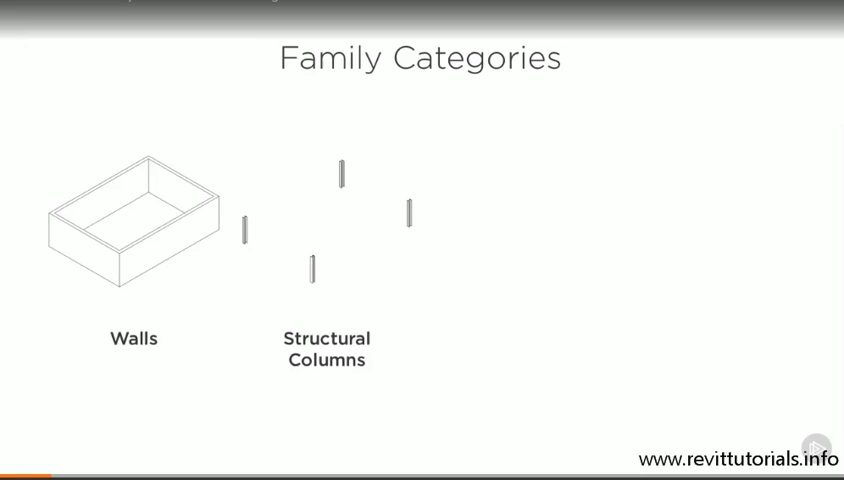 Family Categories
Walls
Structural
Columns
www.revittutorials.info